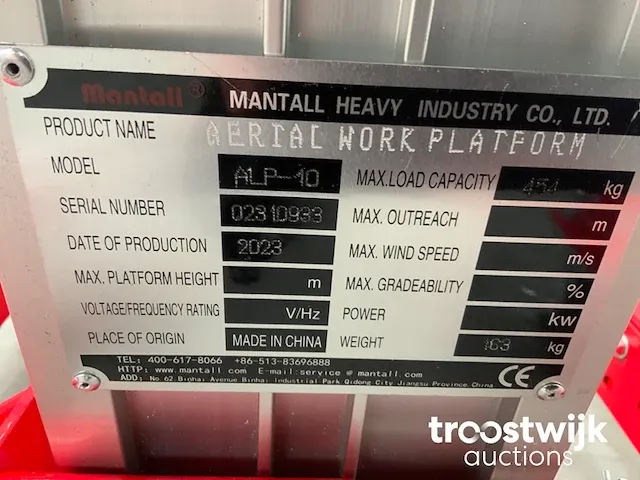 Mantall® MANTALL HEAVY INDUSTRY CO., LTD.
PRODUCT NAME AERIAL WORK PLATFORM
MODEL ALP-10 MAX.LOAD CAPACITY 454 kg
SERIAL NUMBER 02310933 MAX. OUTREACH m
DATE OF PRODUCTION 2023 MAX. WIND SPEED m/s
MAX. PLATFORM HEIGHT m MAX. GRADEABILITY %
VOLTAGE/FREQUENCY RATING V/Hz POWER kw
PLACE OF ORIGIN MADE IN CHINA WEIGHT 163 kg
TEL: 400-617-8066 +86-513-83696888
HTTP: www.mantall.com E-mail:service @ mantall.com
ADD: No 62 Binhai Avenue Binhai Industrial Park Qidong City Jiangsu Province.China
CE
troostwijk
auctions